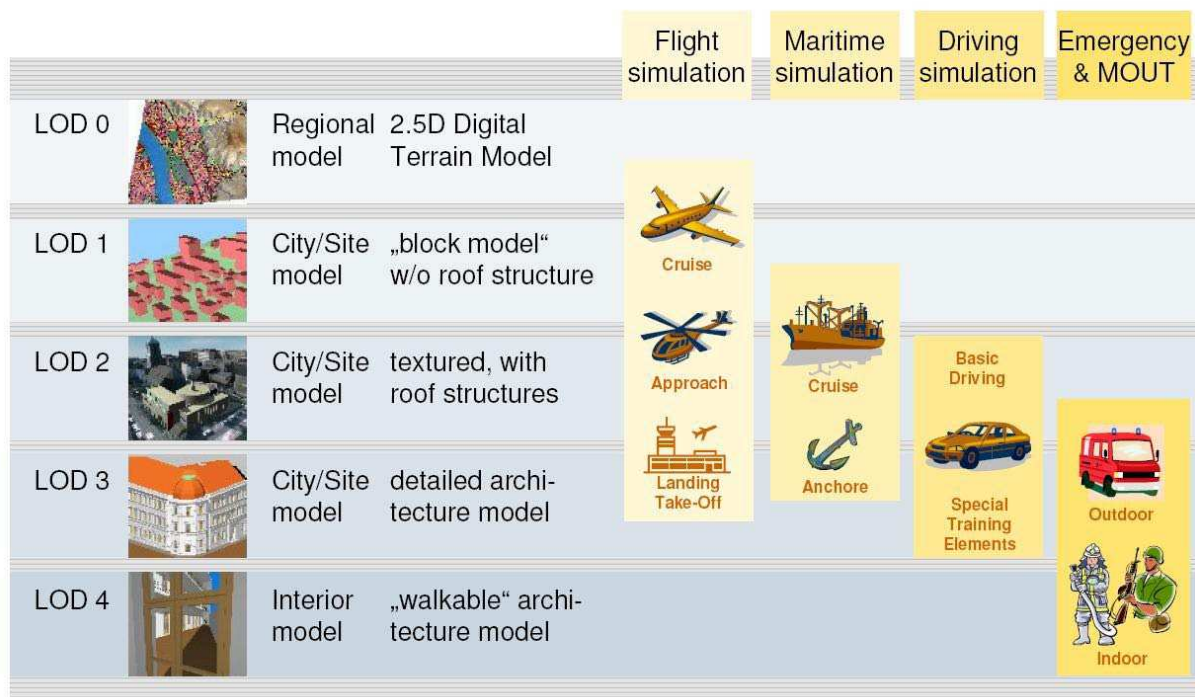 Flight
simulation
Maritime
simulation
Driving
simulation
Emergency
& MOUT
LOD 0
Regional
model
2.5D Digital
Terrain Model
LOD 1
City/Site
model
„block model“
w/o roof structure
LOD 2
City/Site
model
textured, with
roof structures
LOD 3
City/Site
model
detailed archi-
tecture model
LOD 4
Interior
model
„walkable“ archi-
tecture model
Cruise
Approach
Landing
Take-Off
Cruise
Anchore
Basic
Driving
Special
Training
Elements
Outdoor
Indoor